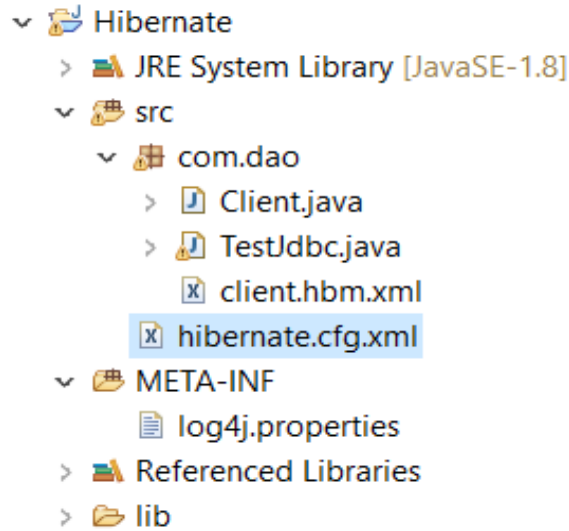 Hibernate
JRE System Library [JavaSE-1.8]
src
com.dao
Client.java
TestJdbc.java
client.hbm.xml
hibernate.cfg.xml
META-INF
log4j.properties
Referenced Libraries
lib